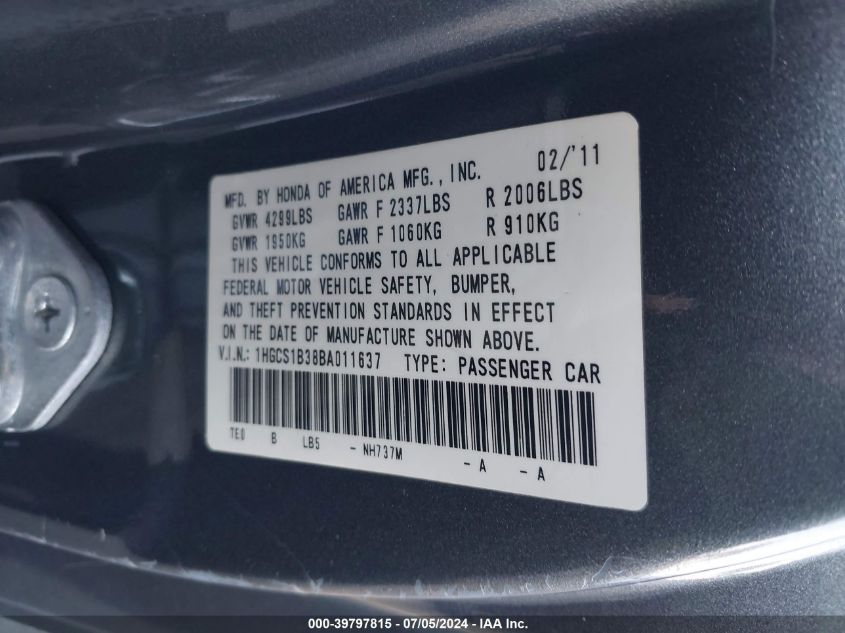 MFD. BY HONDA OF AMERICA MFG., INC. 02/'11
GVWR 4299LBS GAWR F 2337LBS R 2006LBS
GVWR 1950KG GAWR F 1060KG R 910KG
THIS VEHICLE CONFORMS TO ALL APPLICABLE
FEDERAL MOTOR VEHICLE SAFETY, BUMPER,
AND THEFT PREVENTION STANDARDS IN EFFECT
ON THE DATE OF MANUFACTURE SHOWN ABOVE.
V.I.N.: 1HGCS1B38BA011637 TYPE: PASSENGER CAR
TE0 B LB5 - NH737M - A - A
000-39797815 - 07/05/2024 - IAA, Inc.